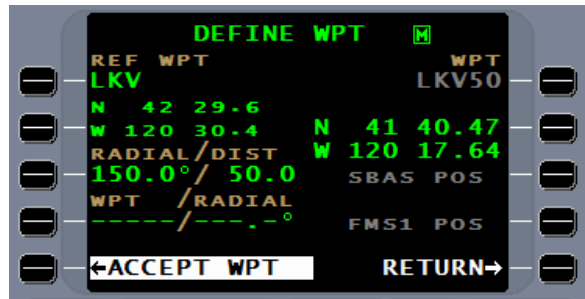 DEFINE WPT M
REF WPT WPT
LKV LKV50
N 42 29.6
W 120 30.4 N 41 40.47
RADIAL/DIST W 120 17.64
150.0°/ 50.0 SBAS POS
WPT /RADIAL
-----/---.-° FMS1 POS
←ACCEPT WPT RETURN→